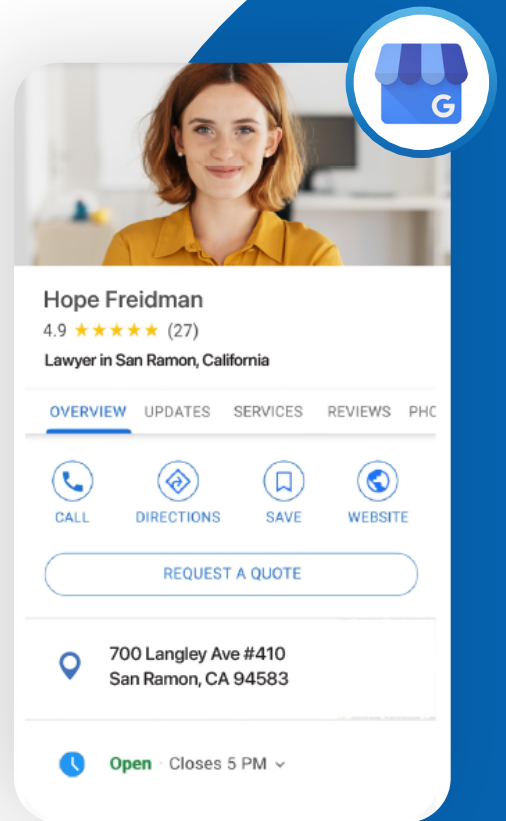 G
Hope Freidman
4.9 ★★★★★ (27)
Lawyer in San Ramon, California
OVERVIEW UPDATES SERVICES REVIEWS PHO
CALL DIRECTIONS SAVE WEBSITE
REQUEST A QUOTE
700 Langley Ave #410
San Ramon, CA 94583
Open · Closes 5 PM